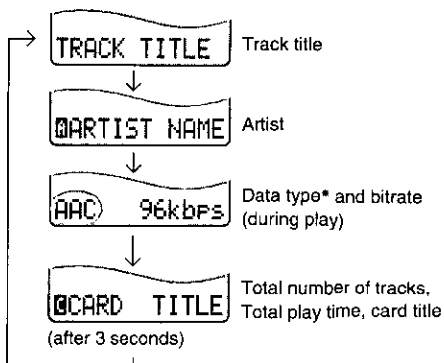 TRACK TITLE
Track title
ARTIST NAME
Artist
AAC 96kbps
Data type* and bitrate
(during play)
CARD TITLE
Total number of tracks,
Total play time, card title
(after 3 seconds)